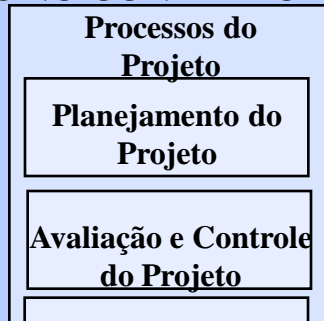 Processos do
Projeto
Planejamento do
Projeto
Avaliação e Controle
do Projeto